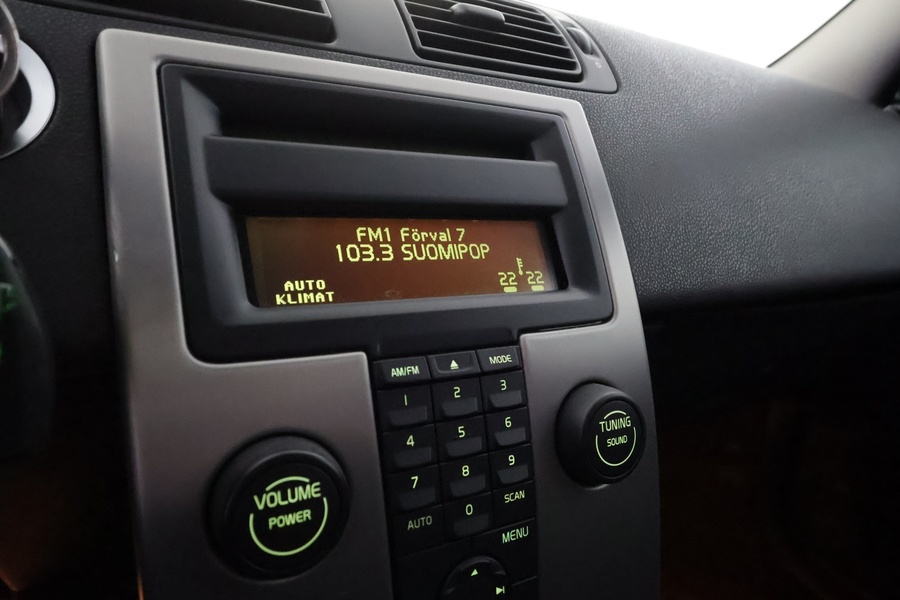 FM1 Förval 7
103.3 SUOMIPOP
AUTO
KLIMAT
22 22
AM/FM
MODE
1 2 3
4 5 6
7 8 9
AUTO 0 SCAN
MENU
VOLUME
POWER
TUNING
SOUND